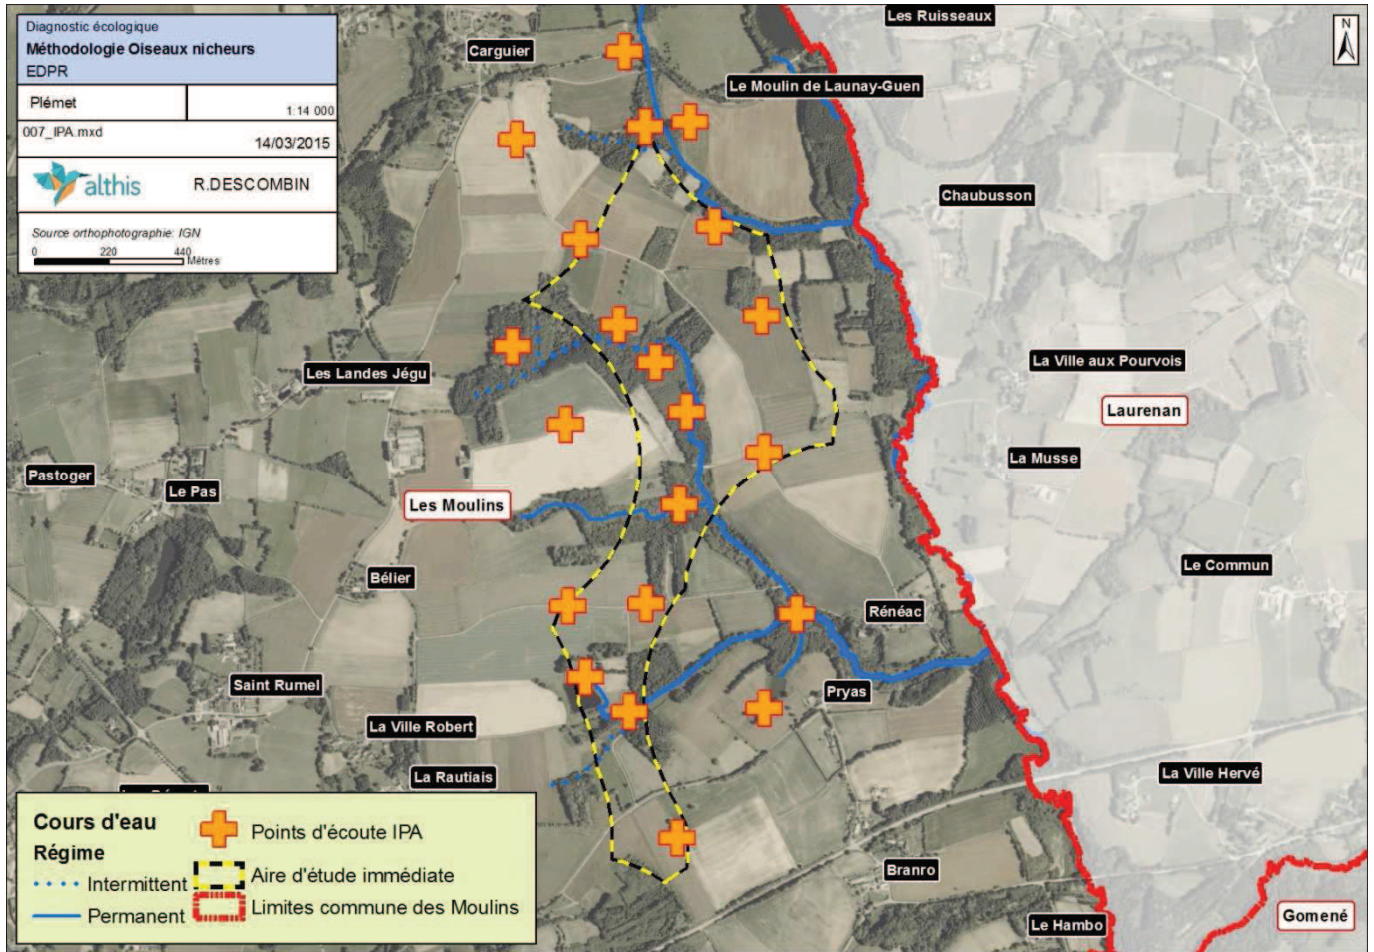 Diagnostic écologique
Méthodologie Oiseaux nicheurs
EDPR
Plémet
1:14 000
007_IPA.mxd
14/03/2015
althis
R.DESCOMBIN
Source orthophotographie: IGN
0 220 440
Mètres
N
Les Ruisseaux
Carguier
Le Moulin de Launay-Guen
Chaubusson
La Ville aux Pourvois
Les Landes Jégu
Laurenan
La Musse
Pastoger
Le Pas
Les Moulins
Le Commun
Bélier
Rénéac
Saint Rumel
Pryas
La Ville Robert
La Rautiais
La Ville Hervé
Branro
Le Hambo
Gomené
Cours d'eau
Régime
Intermittent
Permanent
Points d'écoute IPA
Aire d'étude immédiate
Limites commune des Moulins